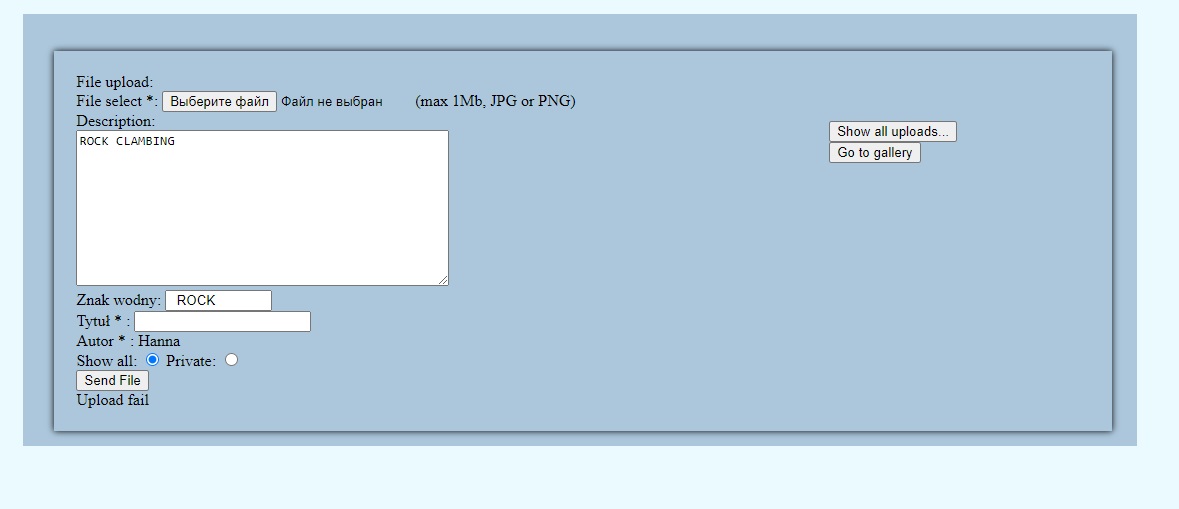 File upload:
File select *: Выберите файл Файл не выбран (max 1Mb, JPG or PNG)
Description:
ROCK CLAMBING
Show all uploads...
Go to gallery
Znak wodny: ROCK
Tytuł * :
Autor * : Hanna
Show all: Private:
Send File
Upload fail